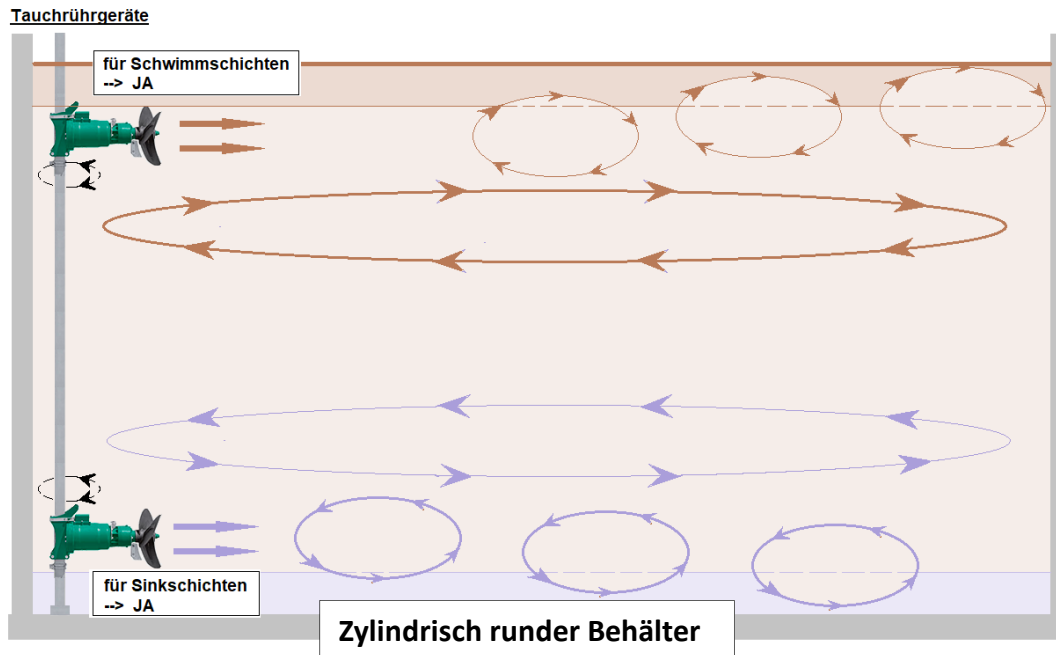 Tauchrührgeräte
für Schwimmschichten
--> JA
für Sinkschichten
--> JA
Zylindrisch runder Behälter